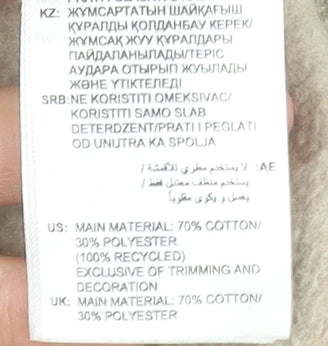 KZ: ЖҰМСАРТАТЫН ШАЙҚАҒЫШ
ҚҰРАЛДЫ ҚОЛДАНБАУ КЕРЕК/
ЖҰМСАҚ ЖУУ ҚҰРАЛДАРЫ
ПАЙДАЛАНЫЛАДЫ/ТЕРІС
АУДАРА ОТЫРЫП ЖУЫЛАДЫ
ЖӘНЕ ҮТІКТЕЛЕДІ
SRB:NE KORISTITI OMEKSIVAC/
KORISTITI SAMO SLAB
DETERDZENT/PRATI I PEGLATI
OD UNUTRA KA SPOLJA
AE: لا يستخدم مطري للأقمشة /
يستخدم منظف معتدل فقط /
يغسل و يكوى مقلوباً
US: MAIN MATERIAL: 70% COTTON/
30% POLYESTER
(100% RECYCLED)
EXCLUSIVE OF TRIMMING AND
DECORATION
UK: MAIN MATERIAL: 70% COTTON/
30% POLYESTER